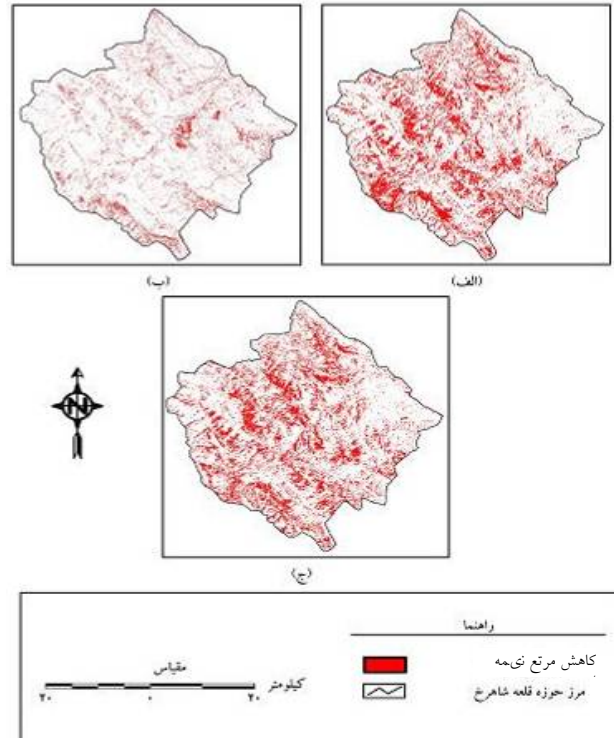 (الف)
(ب)
(ج)
N
راهنما
کاهش مرتع نیمه
مرز حوزه قلعه شاهرخ
مقیاس
کیلومتر
۲۰ ۰ ۲۰